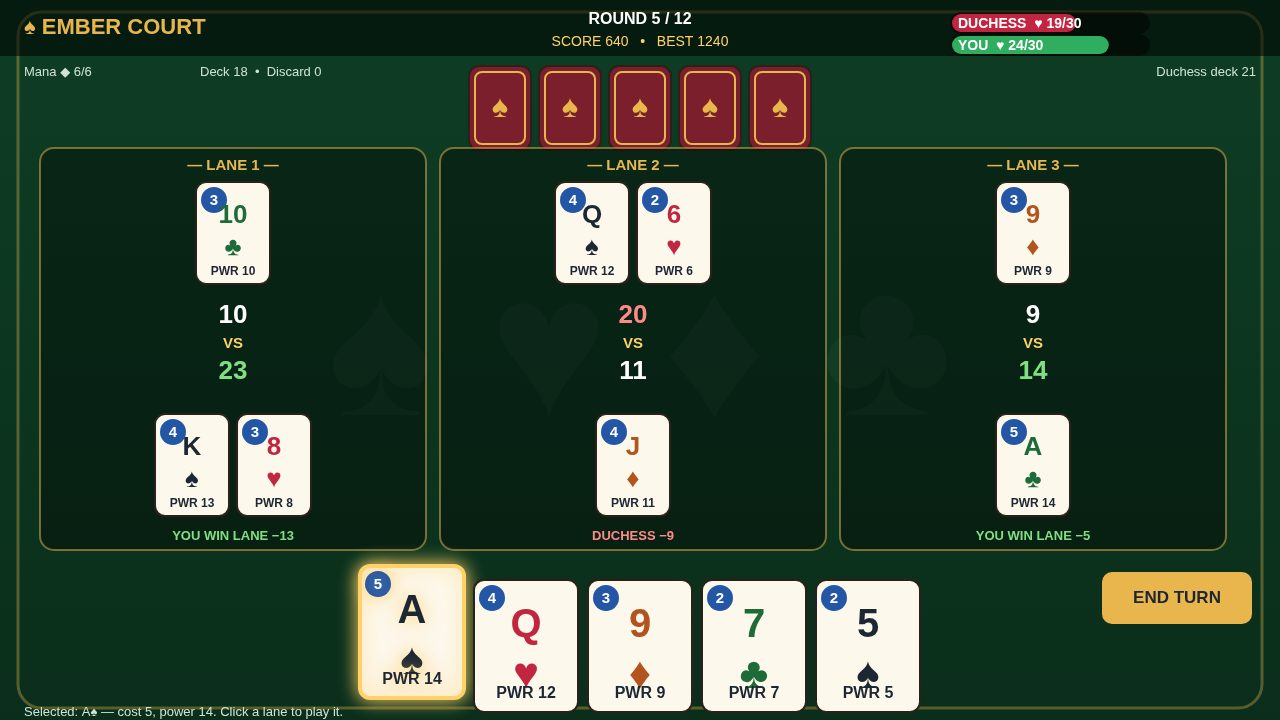 ♠ EMBER COURT
ROUND 5 / 12
SCORE 640 • BEST 1240
DUCHESS ♥ 19/30
YOU ♥ 24/30
Mana ◆ 6/6
Deck 18 • Discard 0
Duchess deck 21
♠ ♠ ♠ ♠ ♠
— LANE 1 —
3
10
♣
PWR 10
10
VS
23
4
K
♠
PWR 13
3
8
♥
PWR 8
YOU WIN LANE −13
— LANE 2 —
4
Q
♠
PWR 12
2
6
♥
PWR 6
20
VS
11
4
J
♦
PWR 11
DUCHESS −9
— LANE 3 —
3
9
♦
PWR 9
9
VS
14
5
A
♣
PWR 14
YOU WIN LANE −5
5
A
♠
PWR 14
4
Q
♥
PWR 12
3
9
♦
PWR 9
2
7
♣
PWR 7
2
5
♠
PWR 5
END TURN
Selected: A♠ — cost 5, power 14. Click a lane to play it.